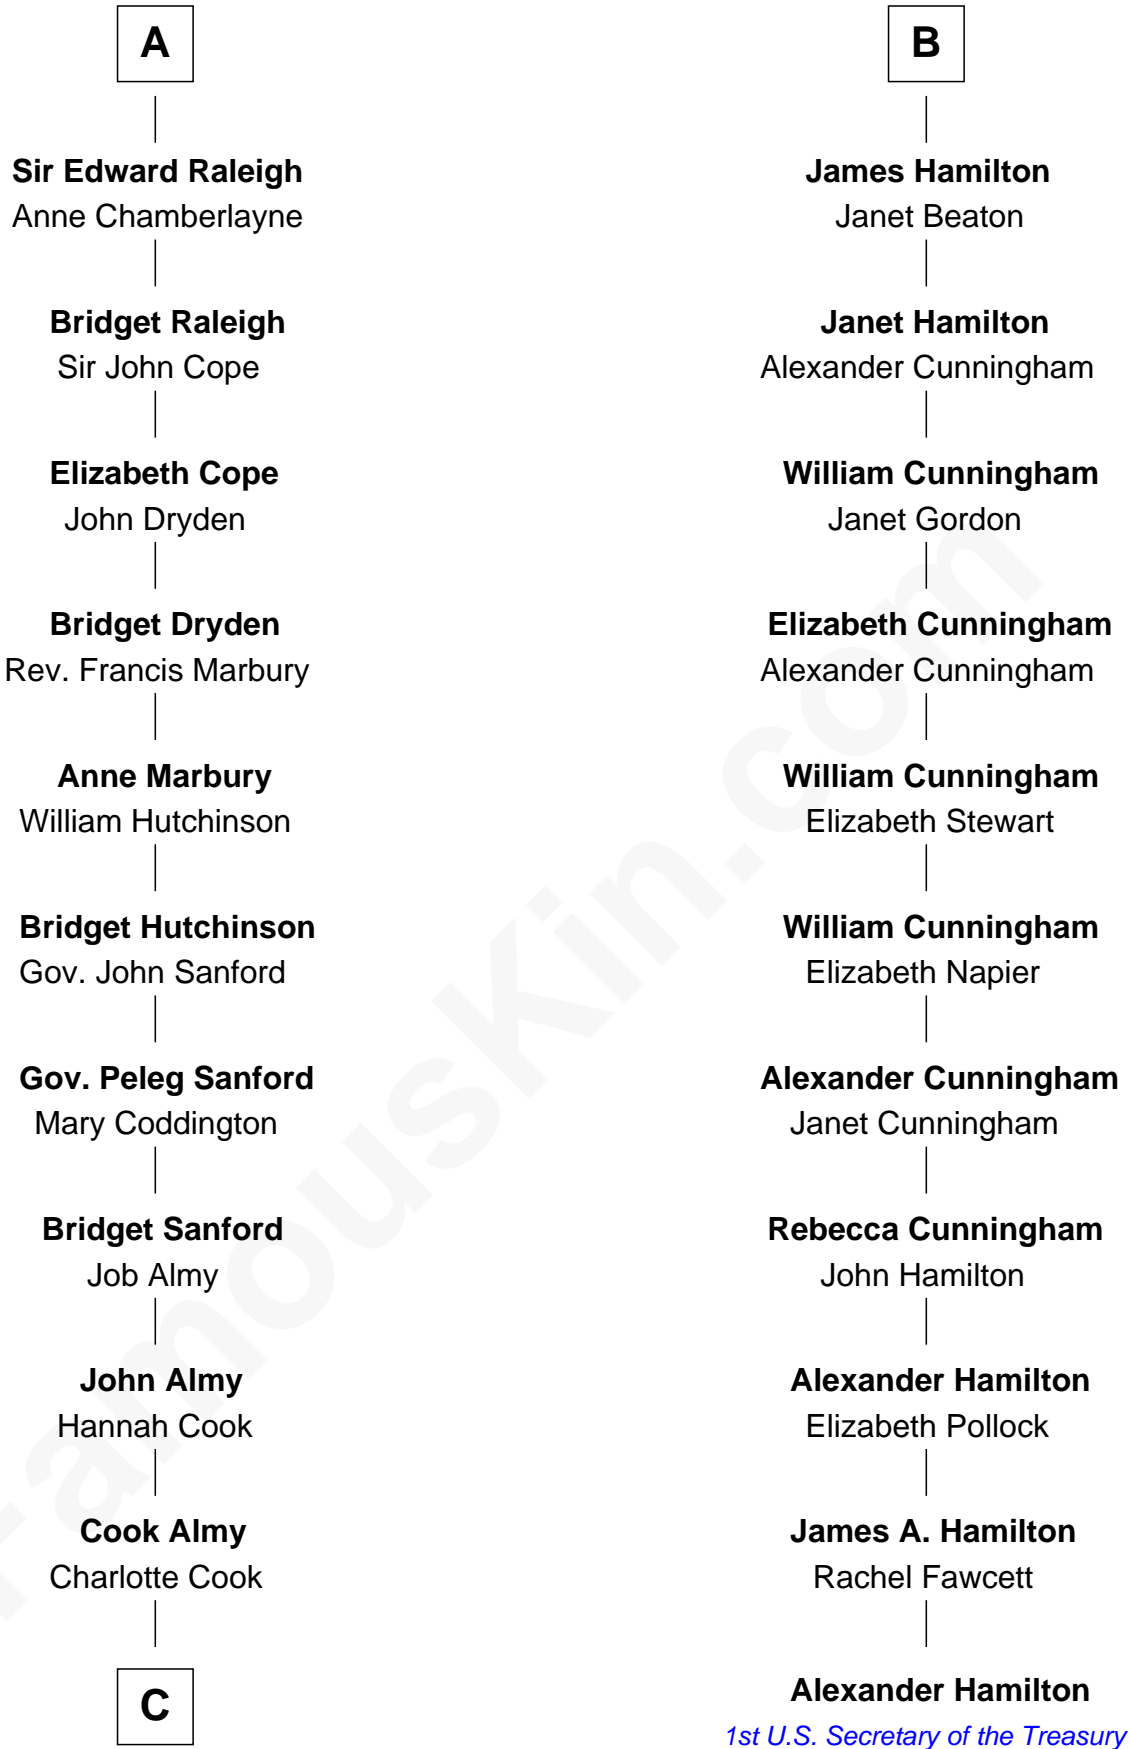 A
Sir Edward Raleigh
Anne Chamberlayne
Bridget Raleigh
Sir John Cope
Elizabeth Cope
John Dryden
Bridget Dryden
Rev. Francis Marbury
Anne Marbury
William Hutchinson
Bridget Hutchinson
Gov. John Sanford
Gov. Peleg Sanford
Mary Coddington
Bridget Sanford
Job Almy
John Almy
Hannah Cook
Cook Almy
Charlotte Cook
C
B
James Hamilton
Janet Beaton
Janet Hamilton
Alexander Cunningham
William Cunningham
Janet Gordon
Elizabeth Cunningham
Alexander Cunningham
William Cunningham
Elizabeth Stewart
William Cunningham
Elizabeth Napier
Alexander Cunningham
Janet Cunningham
Rebecca Cunningham
John Hamilton
Alexander Hamilton
Elizabeth Pollock
James A. Hamilton
Rachel Fawcett
Alexander Hamilton
1st U.S. Secretary of the Treasury
FamousKin.com